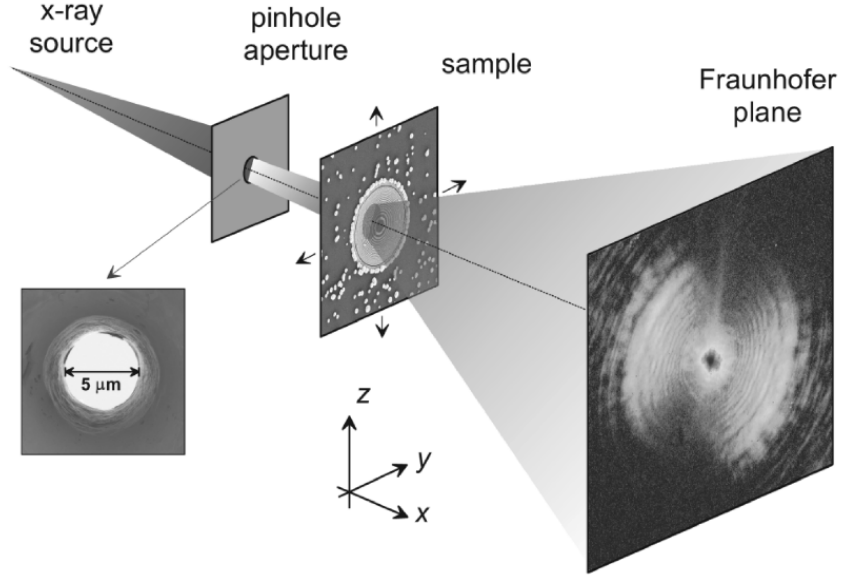 x-ray
source
pinhole
aperture
sample
Fraunhofer
plane
5 μm
z
y
x